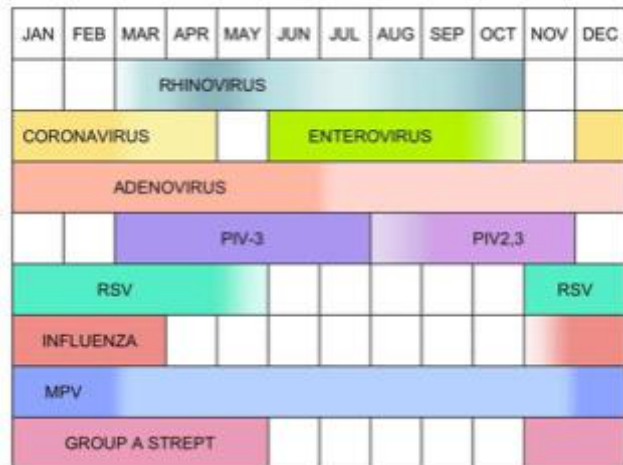 JAN FEB MAR APR MAY JUN JUL AUG SEP OCT NOV DEC
RHINOVIRUS
CORONAVIRUS ENTEROVIRUS
ADENOVIRUS
PIV-3 PIV2,3
RSV RSV
INFLUENZA
MPV
GROUP A STREPT